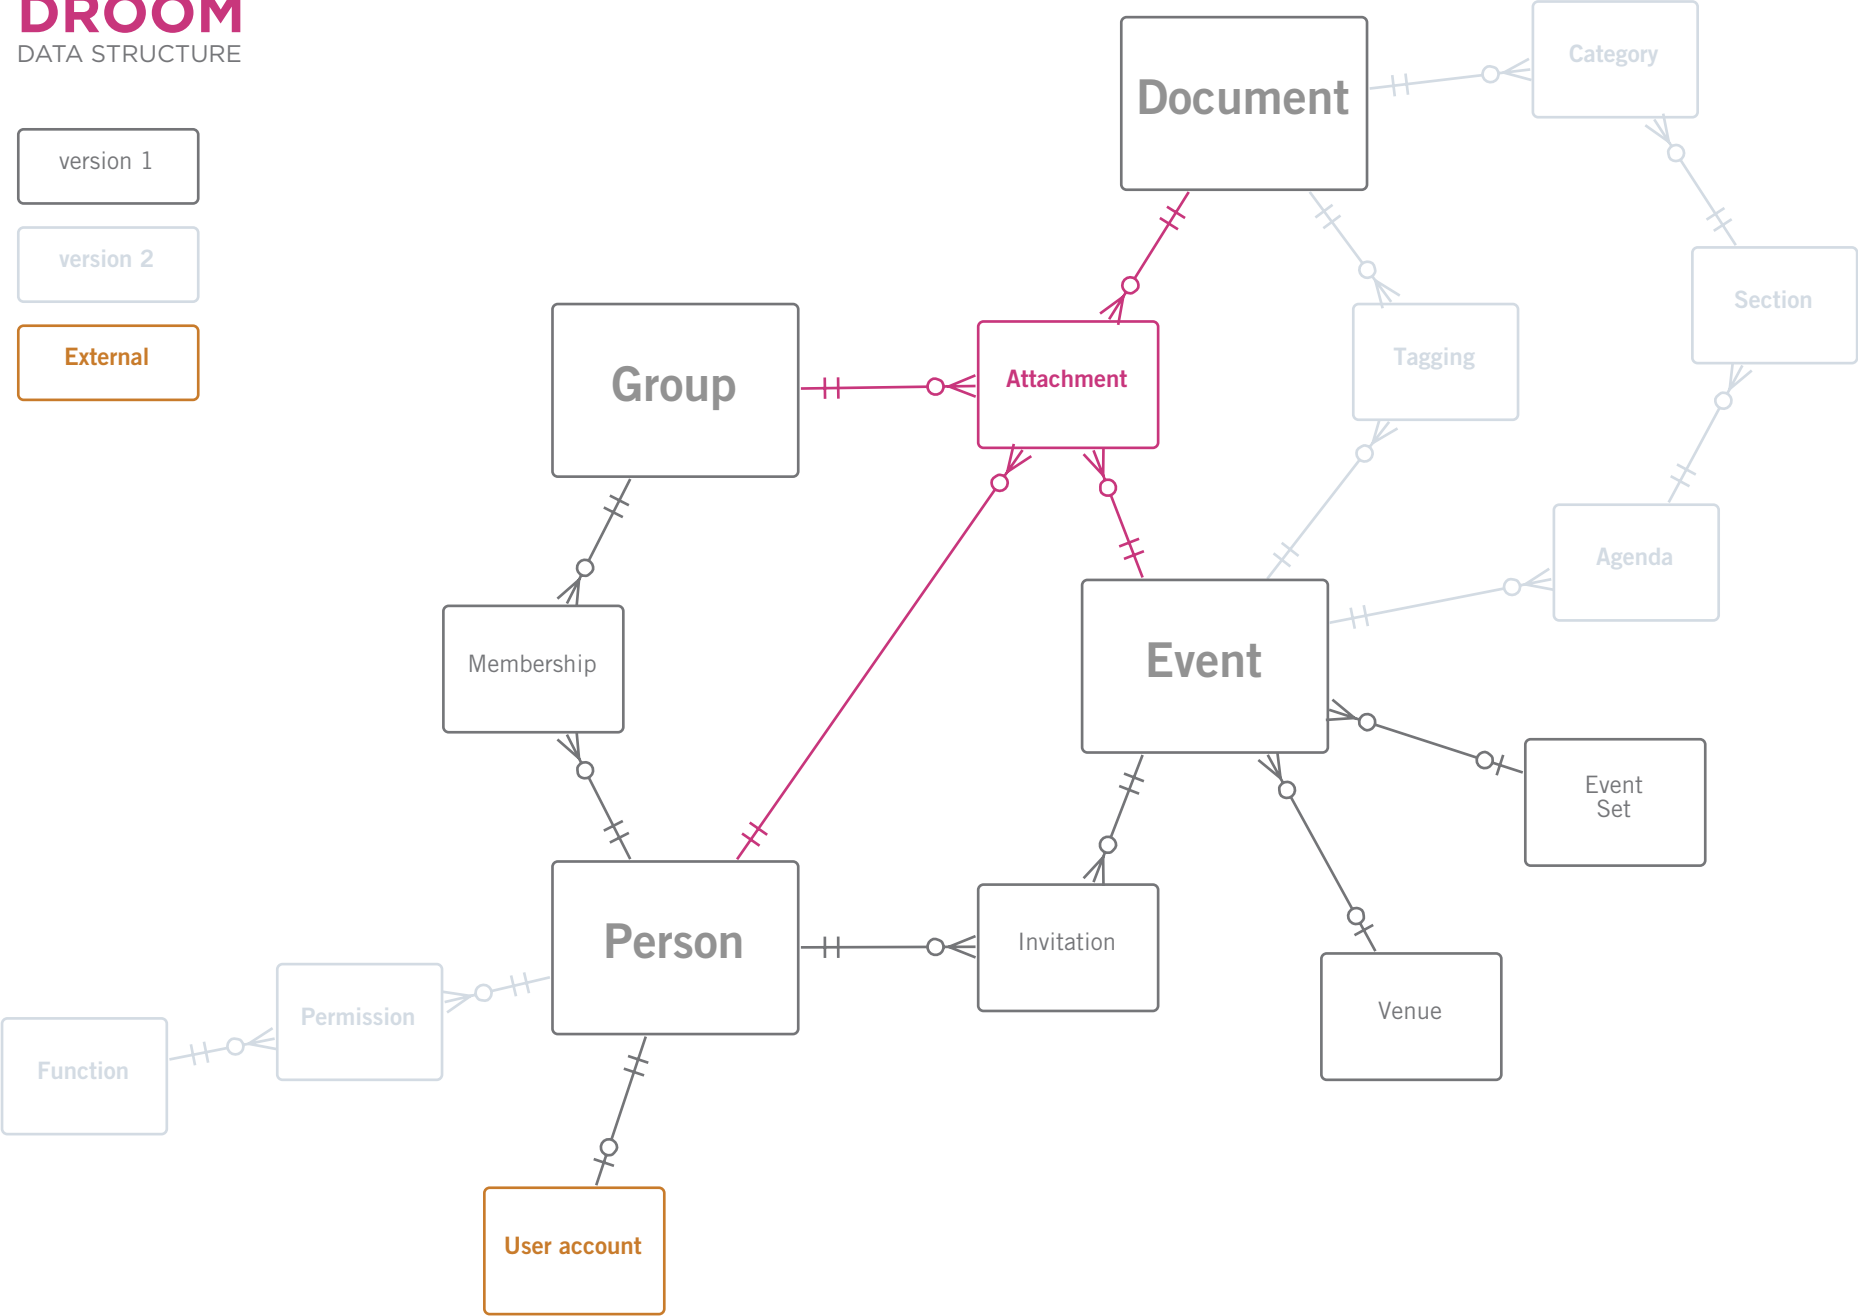 DROOM
DATA STRUCTURE
version 1
version 2
External
Document
Category
Section
Group
Attachment
Tagging
Agenda
Membership
Event
Event
Set
Person
Invitation
Venue
Permission
Function
User account